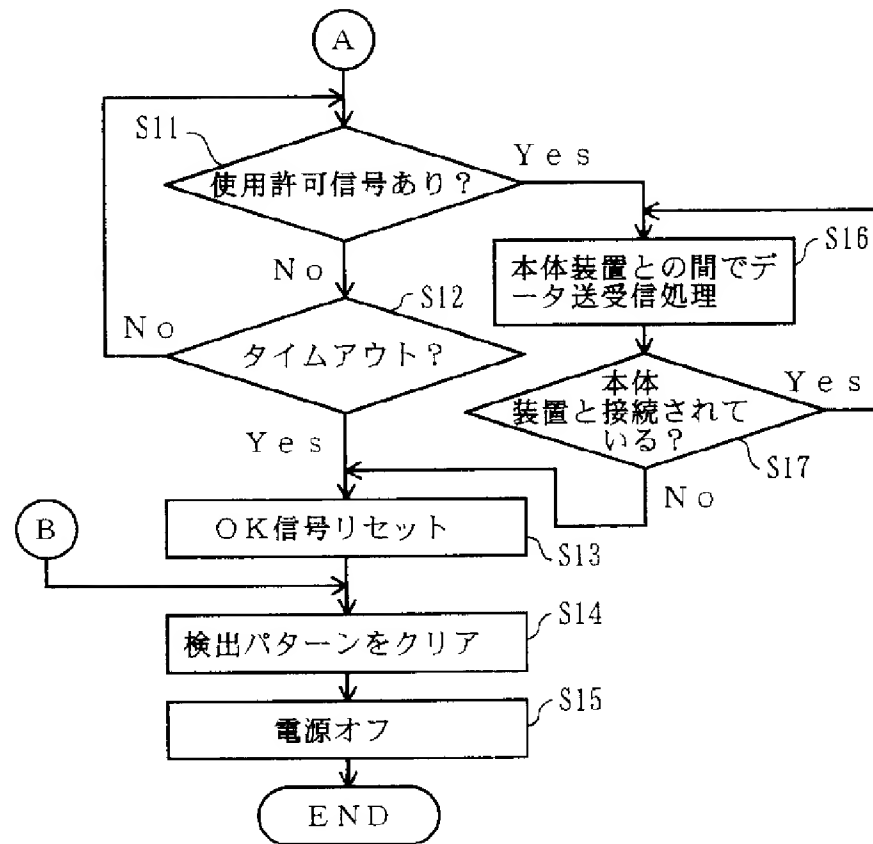 A
S11
使用許可信号あり？
Yes
No
S12
タイムアウト？
No
Yes
S16
本体装置との間でデ
ータ送受信処理
本体
装置と接続されて
いる？
Yes
S17
No
B
OK信号リセット
S13
検出パターンをクリア
S14
電源オフ
S15
END